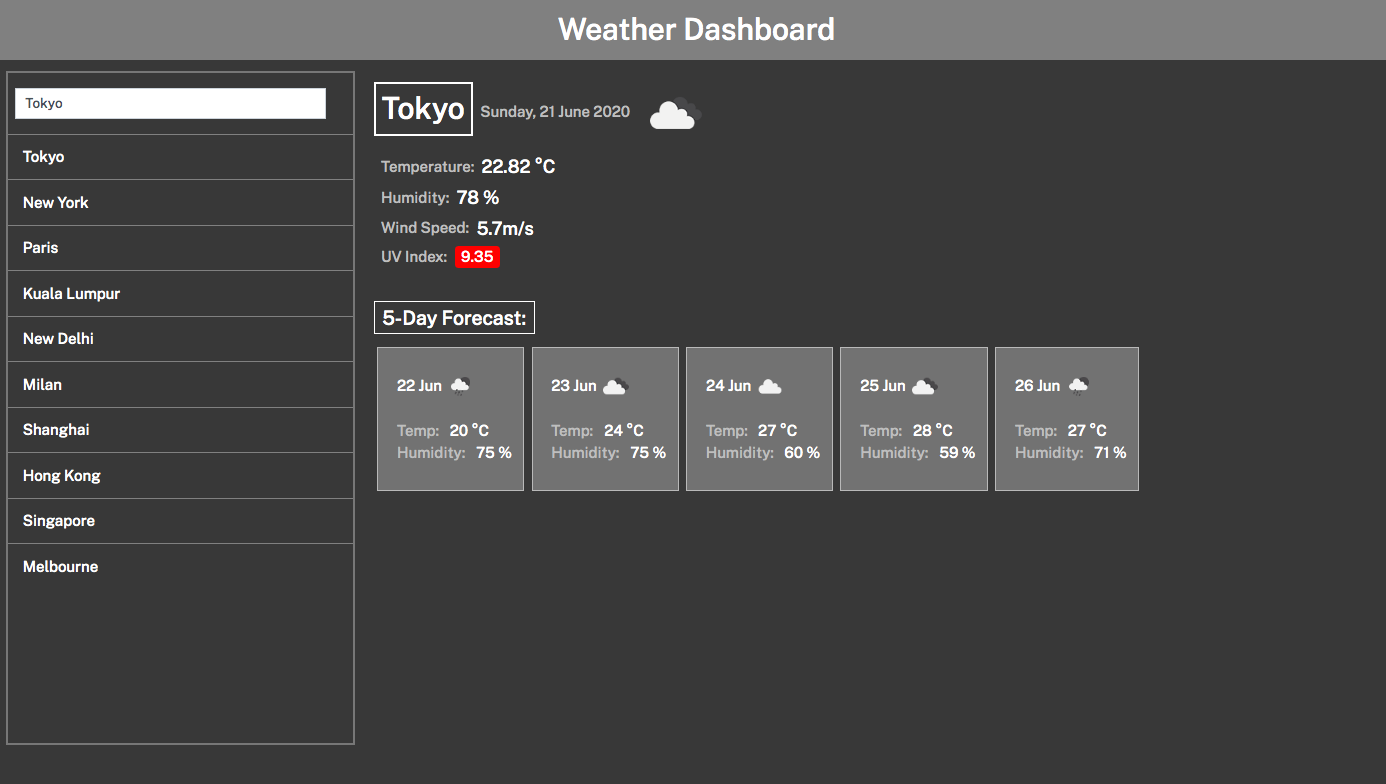 Weather Dashboard
Tokyo
Tokyo
New York
Paris
Kuala Lumpur
New Delhi
Milan
Shanghai
Hong Kong
Singapore
Melbourne
Tokyo Sunday, 21 June 2020
Temperature: 22.82 °C
Humidity: 78 %
Wind Speed: 5.7m/s
UV Index: 9.35
5-Day Forecast:
22 Jun
Temp: 20 °C
Humidity: 75 %
23 Jun
Temp: 24 °C
Humidity: 75 %
24 Jun
Temp: 27 °C
Humidity: 60 %
25 Jun
Temp: 28 °C
Humidity: 59 %
26 Jun
Temp: 27 °C
Humidity: 71 %